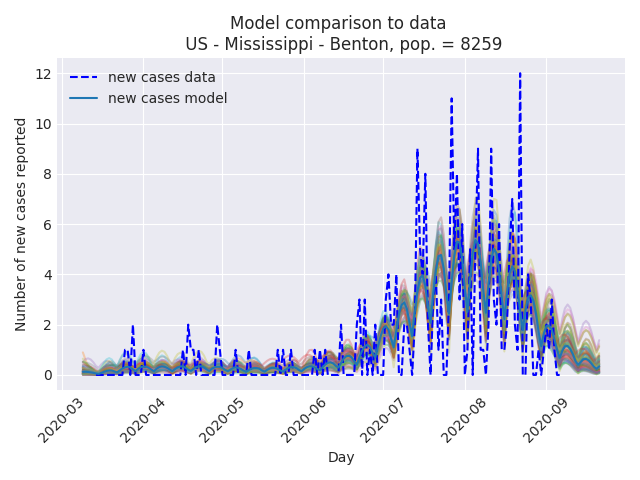 Model comparison to data
US - Mississippi - Benton, pop. = 8259
new cases data
new cases model
Number of new cases reported
12
10
8
6
4
2
0
2020-03
2020-04
2020-05
2020-06
2020-07
2020-08
2020-09
Day